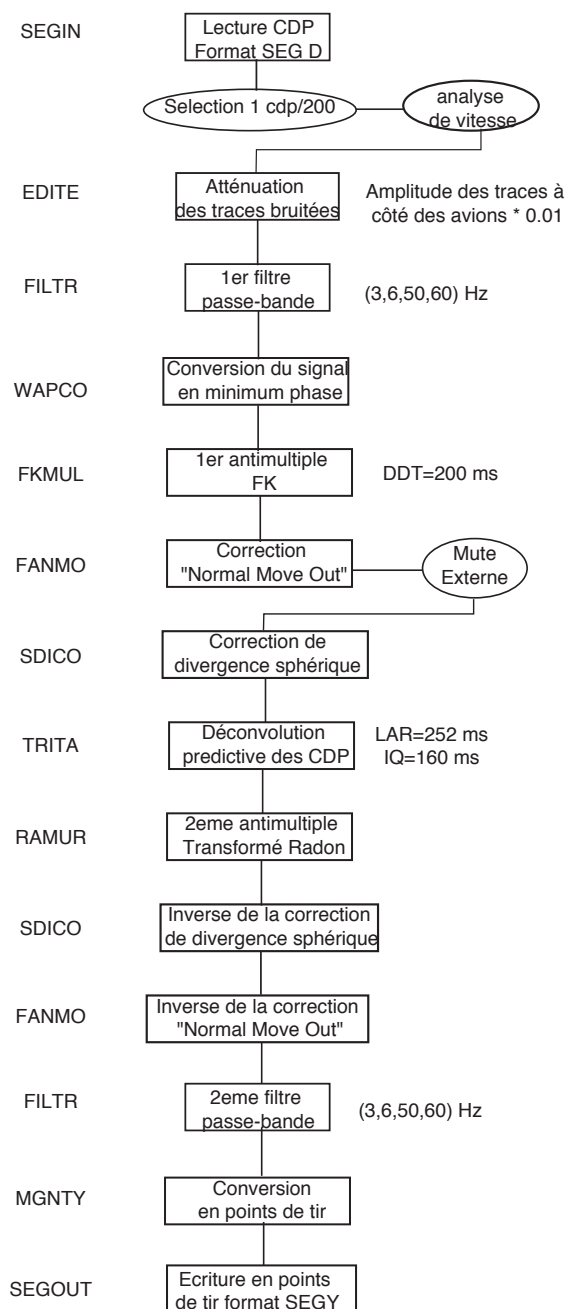 SEGIN
Lecture CDP
Format SEG D
Selection 1 cdp/200
analyse
de vitesse
EDITE
Atténuation
des traces bruitées
Amplitude des traces à
côté des avions * 0.01
FILTR
1er filtre
passe-bande
(3,6,50,60) Hz
WAPCO
Conversion du signal
en minimum phase
FKMUL
1er antimultiple
FK
DDT=200 ms
FANMO
Correction
"Normal Move Out"
Mute
Externe
SDICO
Correction de
divergence sphérique
TRITA
Déconvolution
predictive des CDP
LAR=252 ms
IQ=160 ms
RAMUR
2eme antimultiple
Transformé Radon
SDICO
Inverse de la correction
de divergence sphérique
FANMO
Inverse de la correction
"Normal Move Out"
FILTR
2eme filtre
passe-bande
(3,6,50,60) Hz
MGNTY
Conversion
en points de tir
SEGOUT
Ecriture en points
de tir format SEGY